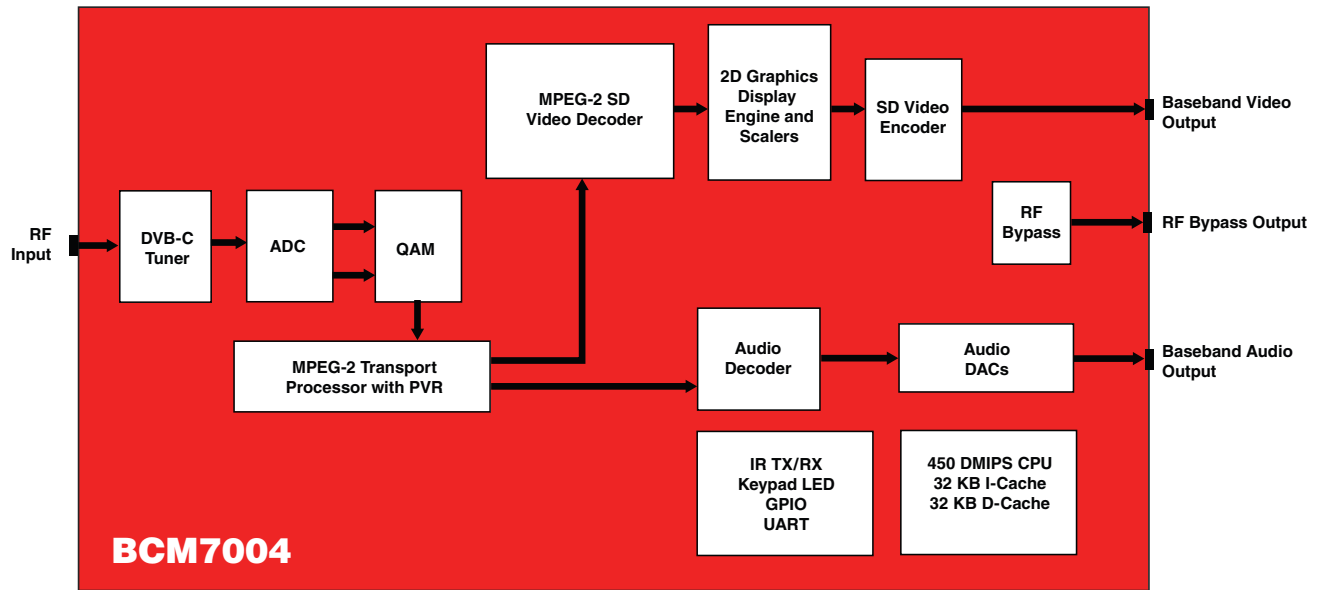 RF
Input
DVB-C
Tuner
ADC
QAM
MPEG-2 Transport
Processor with PVR
MPEG-2 SD
Video Decoder
2D Graphics
Display
Engine and
Scalers
SD Video
Encoder
Baseband Video
Output
RF
Bypass
RF Bypass Output
Audio
Decoder
Audio
DACs
Baseband Audio
Output
IR TX/RX
Keypad LED
GPIO
UART
450 DMIPS CPU
32 KB I-Cache
32 KB D-Cache
BCM7004